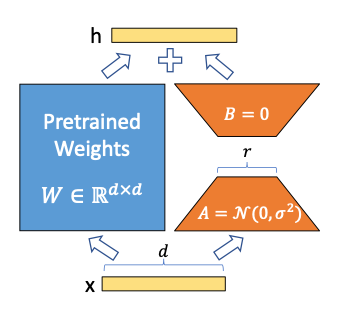 h
Pretrained
Weights
W ∈ ℝ^{d×d}
B = 0
r
A = 𝒩(0, σ²)
d
x